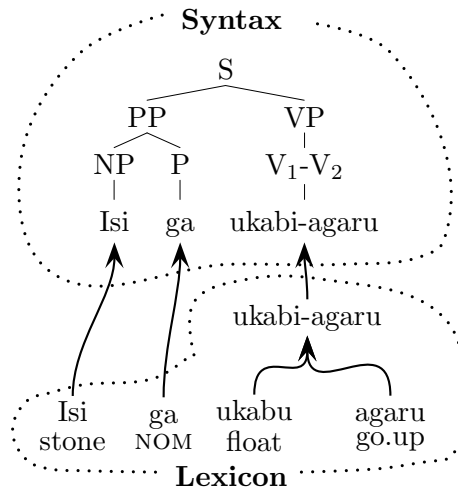 Syntax
S
PP VP
NP P V₁-V₂
Isi ga ukabi-agaru
ukabi-agaru
Isi ga ukabu agaru
stone NOM float go.up
Lexicon